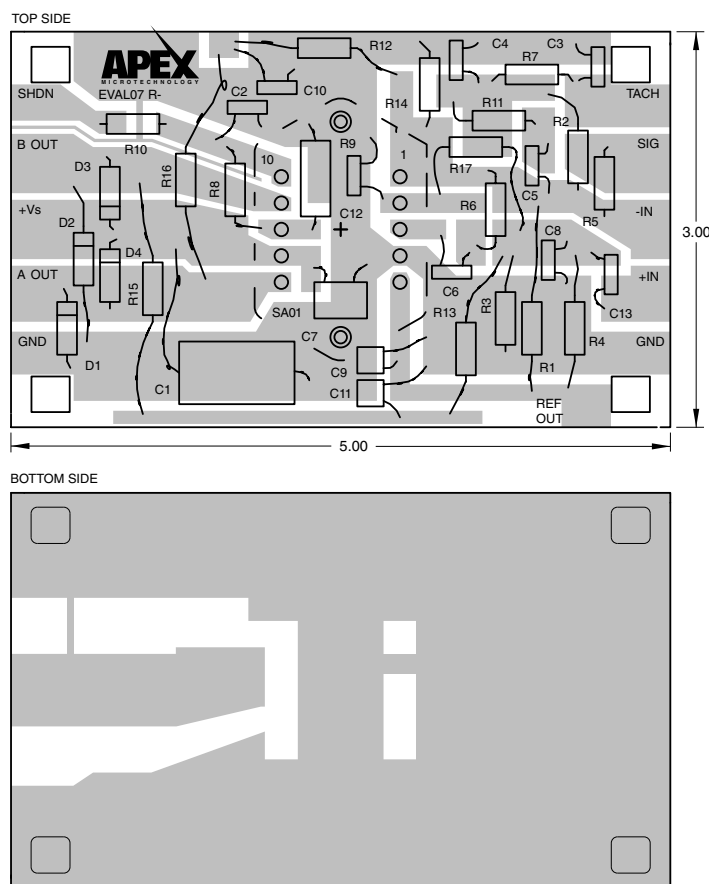 TOP SIDE
APEX
MICROTECHNOLOGY
EVAL07 R-
SHDN
R12
C4
R7
C3
TACH
C2
C10
R14
R11
R2
B OUT
R10
10
R9
1
R17
SIG
D3
R16
R8
C5
+Vs
C12
R6
R5
-IN
D2
3.00
D4
C8
A OUT
R15
SA01
C6
+IN
R3
R13
C13
GND
C7
R4
GND
D1
C9
R1
C1
C11
REF
OUT
5.00
BOTTOM SIDE